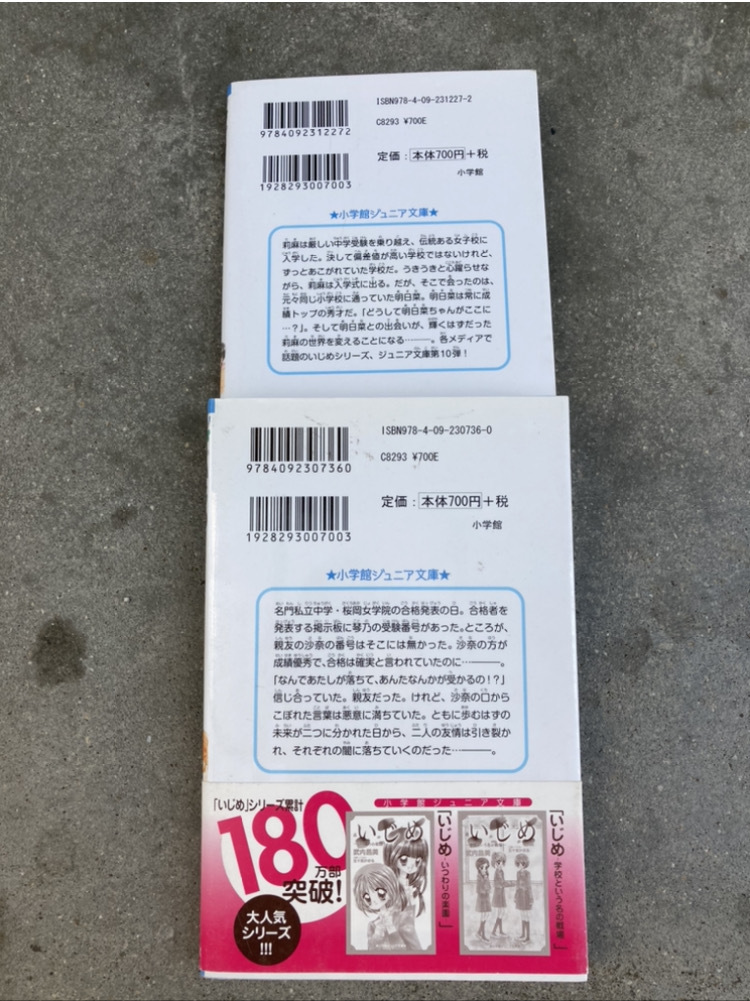 ISBN978-4-09-231227-2
9784092312272
C8293 ¥700E
定価：本体700円＋税
1928293007003
小学館
★小学館ジュニア文庫★
莉麻は厳しい中学受験を乗り越え、伝統ある女子校に
入学した。決して偏差値が高い学校ではないけれど、
ずっとあこがれていた学校だ。うきうきと心躍らせな
がら、莉麻は入学式に出る。だが、そこで会ったのは、
元々同じ小学校に通っていた明日菜。明日菜は常に成
績トップの秀才だ。「どうして明日菜ちゃんがここに
…？」。そして明日菜との出会いが、輝くはずだった
莉麻の世界を変えることになる———。各メディアで
話題のいじめシリーズ、ジュニア文庫第10弾！
ISBN978-4-09-230736-0
9784092307360
C8293 ¥700E
定価：本体700円＋税
1928293007003
小学館
★小学館ジュニア文庫★
名門私立中学・桜岡女学院の合格発表の日。合格者を
発表する掲示板に琴乃の受験番号があった。ところが、
親友の沙奈の番号はそこには無かった。沙奈の方が
成績優秀で、合格は確実と言われていたのに———。
「なんであたしが落ちて、あんたなんかが受かるの！？」
信じ合っていた。親友だった。けれど、沙奈の口から
こぼれた言葉は悪意に満ちていた。ともに歩むはずの
未来が二つに分かれた日から、二人の友情は引き裂か
れ、それぞれの闇に落ちていくのだった…———。
「いじめ」シリーズ累計
180
万部
突破！
大人気
シリーズ
!!!
小学館ジュニア文庫
いじめ
武内昌美
「いじめ-いつわりの楽園-」
いじめ
武内昌美
「いじめ-学校という名の戦場-」